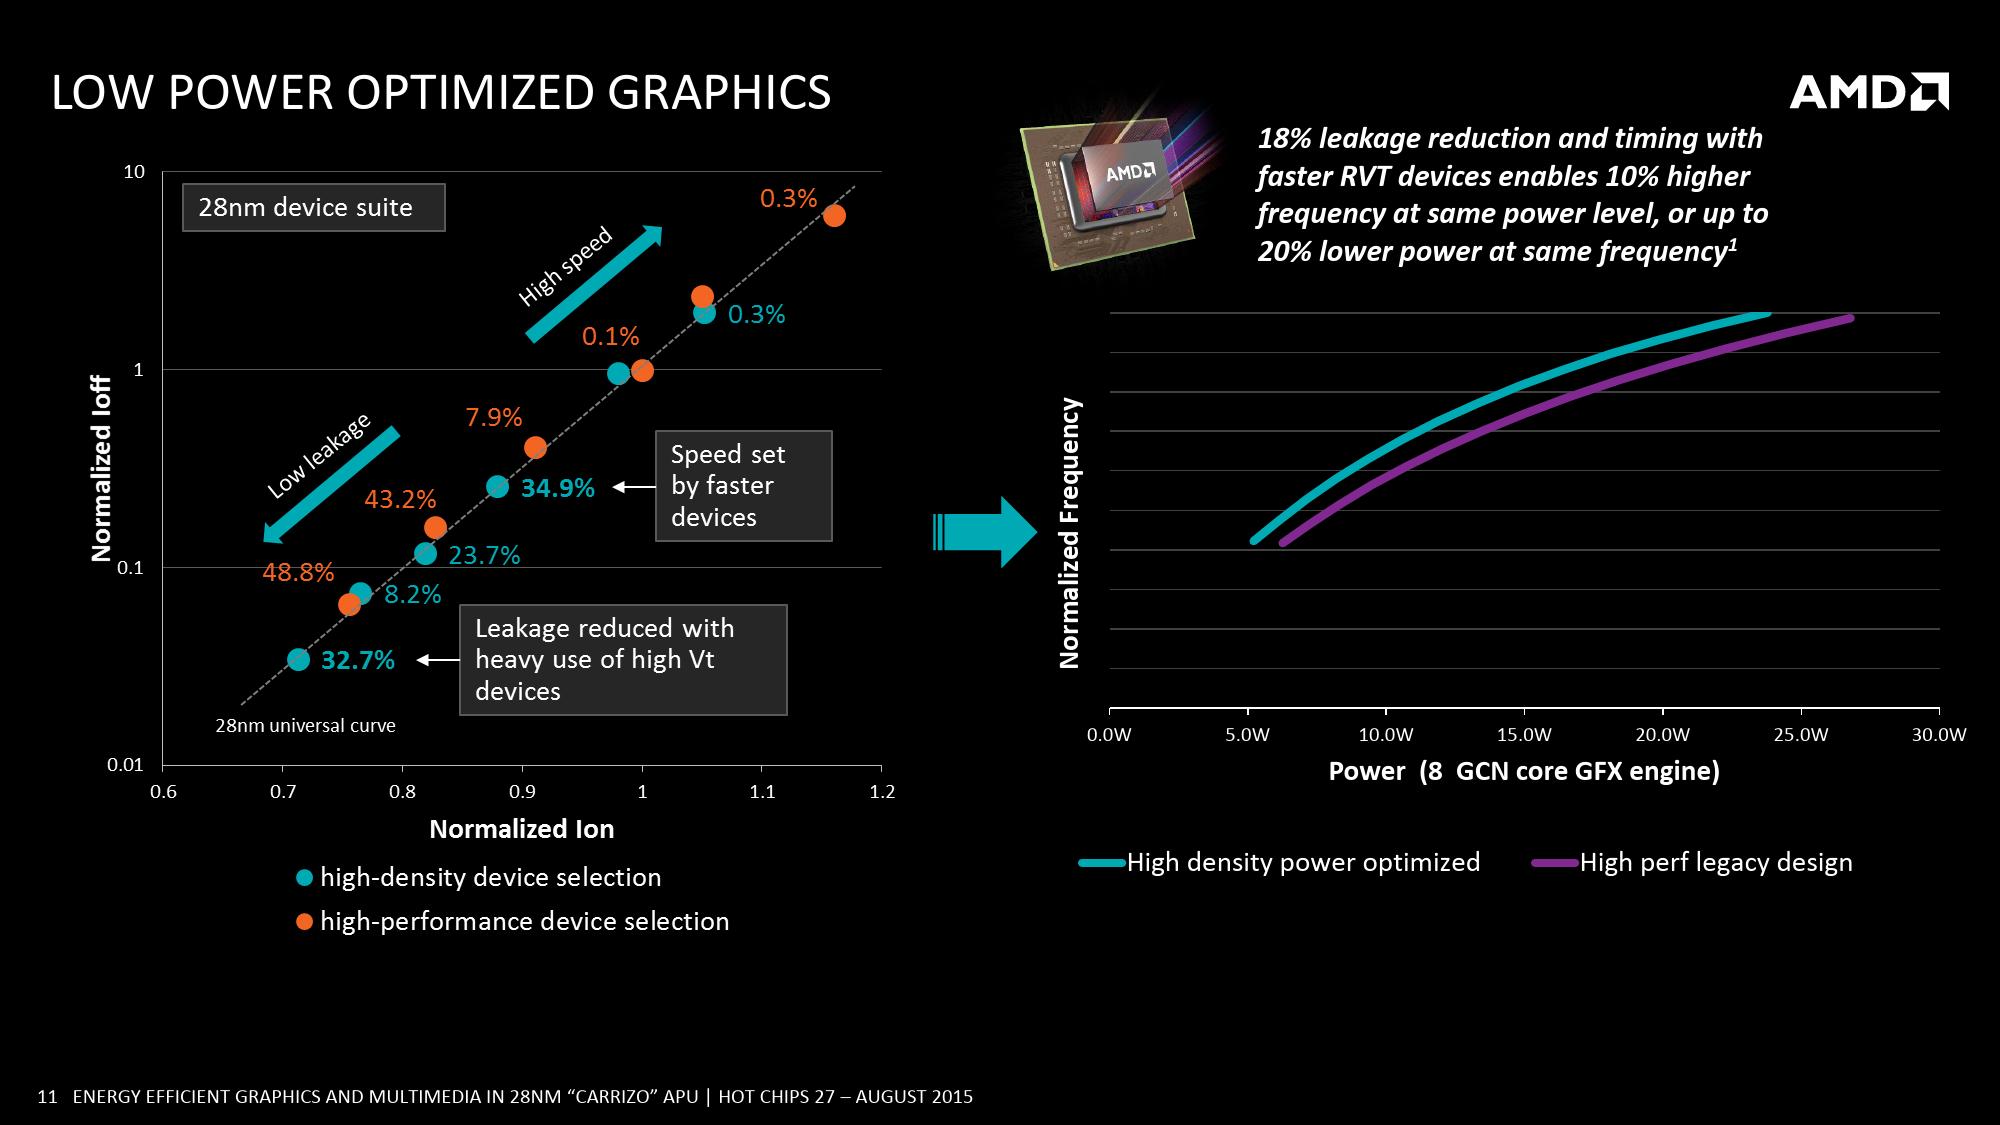 LOW POWER OPTIMIZED GRAPHICS
AMD
AMD
18% leakage reduction and timing with
faster RVT devices enables 10% higher
frequency at same power level, or up to
20% lower power at same frequency¹
28nm device suite
Normalized Ioff
10
1
0.1
0.01
High speed
Low leakage
0.3%
0.3%
0.1%
7.9%
34.9%
Speed set
by faster
devices
43.2%
23.7%
48.8%
8.2%
32.7%
Leakage reduced with
heavy use of high Vt
devices
28nm universal curve
0.6 0.7 0.8 0.9 1 1.1 1.2
Normalized Ion
high-density device selection
high-performance device selection
Normalized Frequency
0.0W 5.0W 10.0W 15.0W 20.0W 25.0W 30.0W
Power (8 GCN core GFX engine)
High density power optimized
High perf legacy design
11 ENERGY EFFICIENT GRAPHICS AND MULTIMEDIA IN 28NM “CARRIZO” APU | HOT CHIPS 27 – AUGUST 2015